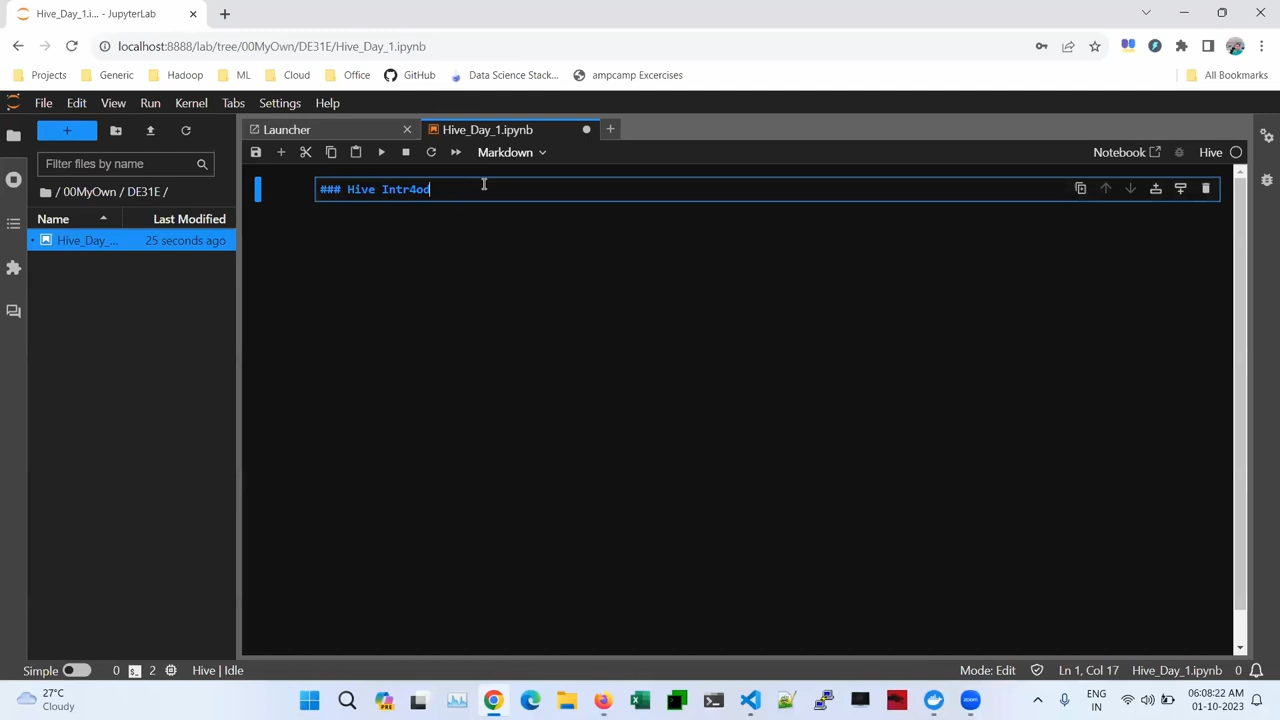 Hive_Day_1.i... - JupyterLab
localhost:8888/lab/tree/00MyOwn/DE31E/Hive_Day_1.ipynb
Projects Generic Hadoop ML Cloud Office GitHub Data Science Stack... ampcamp Excercises All Bookmarks
File Edit View Run Kernel Tabs Settings Help
Launcher Hive_Day_1.ipynb
Markdown Notebook Hive
Filter files by name
/ 00MyOwn / DE31E /
Name Last Modified
Hive_Day_... 25 seconds ago
### Hive Intr4od
Simple 0 2 Hive | Idle Mode: Edit Ln 1, Col 17 Hive_Day_1.ipynb 0
27°C
Cloudy
ENG
IN
06:08:22 AM
01-10-2023